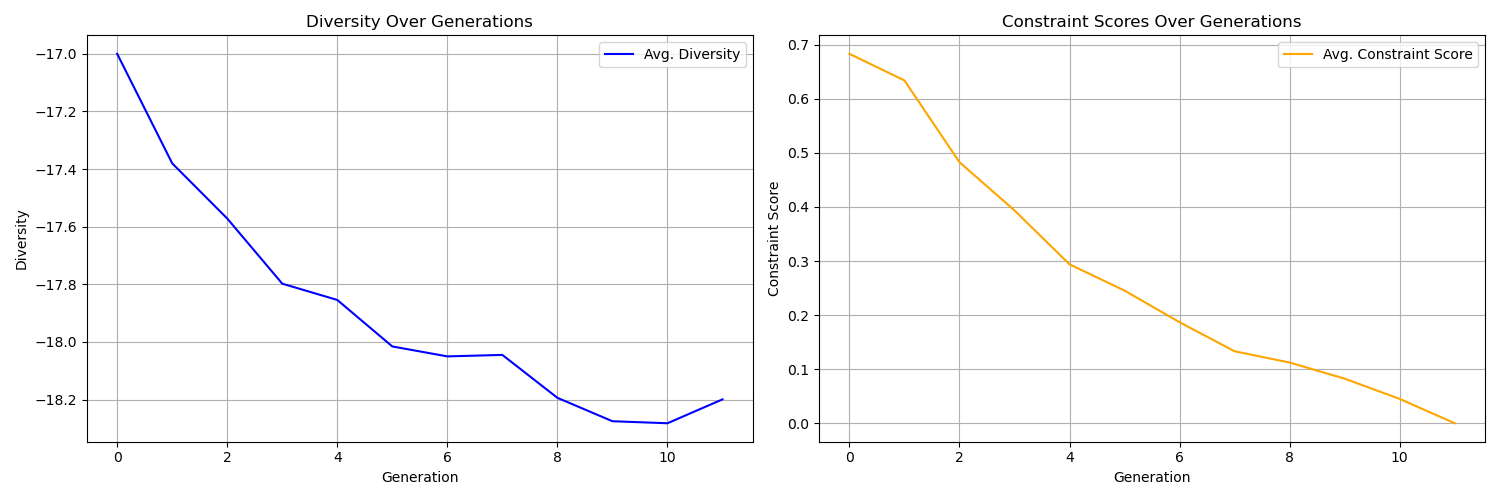 Diversity Over Generations
Avg. Diversity
−17.0
−17.2
−17.4
−17.6
−17.8
−18.0
−18.2
Diversity
0 2 4 6 8 10
Generation
Constraint Scores Over Generations
Avg. Constraint Score
0.7
0.6
0.5
0.4
0.3
0.2
0.1
0.0
Constraint Score
0 2 4 6 8 10
Generation